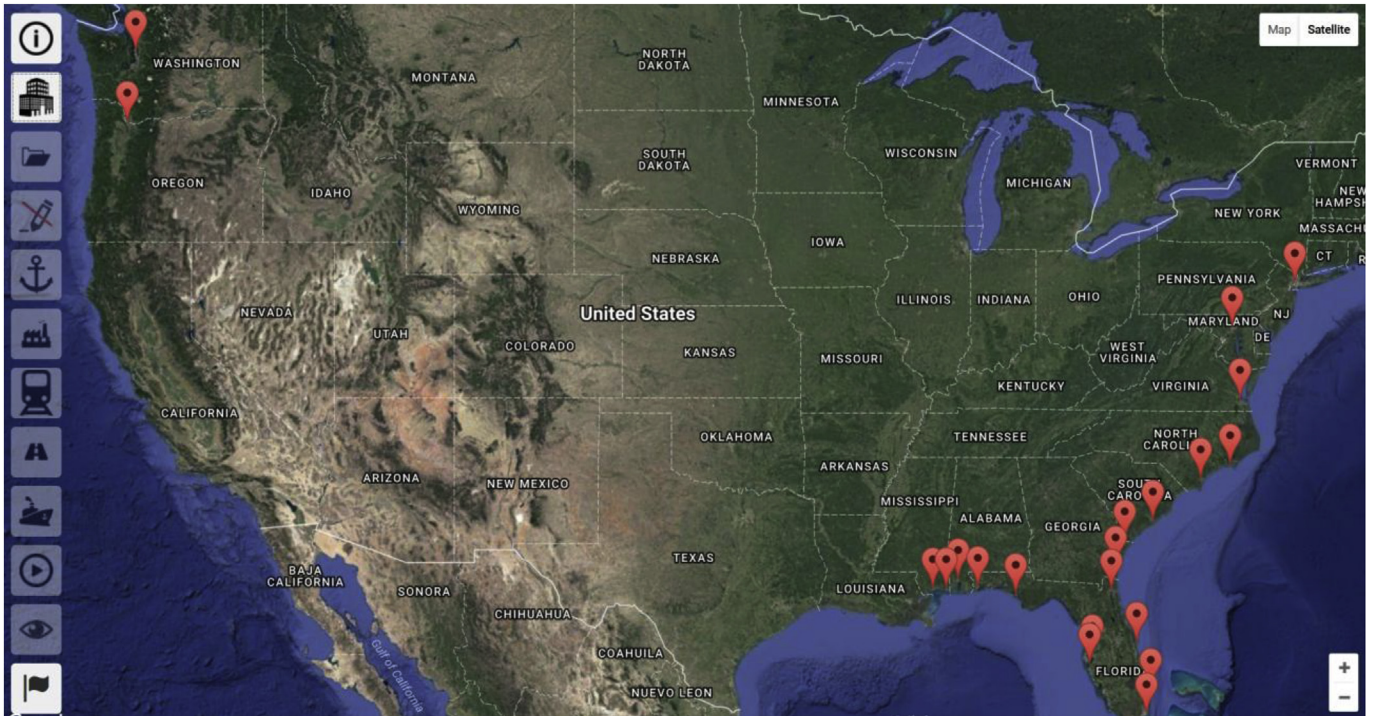 Map Satellite
WASHINGTON
MONTANA
NORTH
DAKOTA
MINNESOTA
OREGON
IDAHO
WYOMING
SOUTH
DAKOTA
WISCONSIN
MICHIGAN
VERMONT
NEW
HAMPSH
NEW YORK
MASSACHU
CT
R
NEVADA
UTAH
COLORADO
NEBRASKA
IOWA
United States
KANSAS
MISSOURI
ILLINOIS
INDIANA
OHIO
PENNSYLVANIA
NJ
MARYLAND
DE
WEST
VIRGINIA
VIRGINIA
KENTUCKY
CALIFORNIA
ARIZONA
NEW MEXICO
OKLAHOMA
ARKANSAS
TENNESSEE
NORTH
CAROLI
MISSISSIPPI
ALABAMA
GEORGIA
SOUT
CARO
A
TEXAS
LOUISIANA
BAJA
CALIFORNIA
SONORA
CHIHUAHUA
COAHUILA
NUEVO LEON
Gulf of California
FLORID
+
−